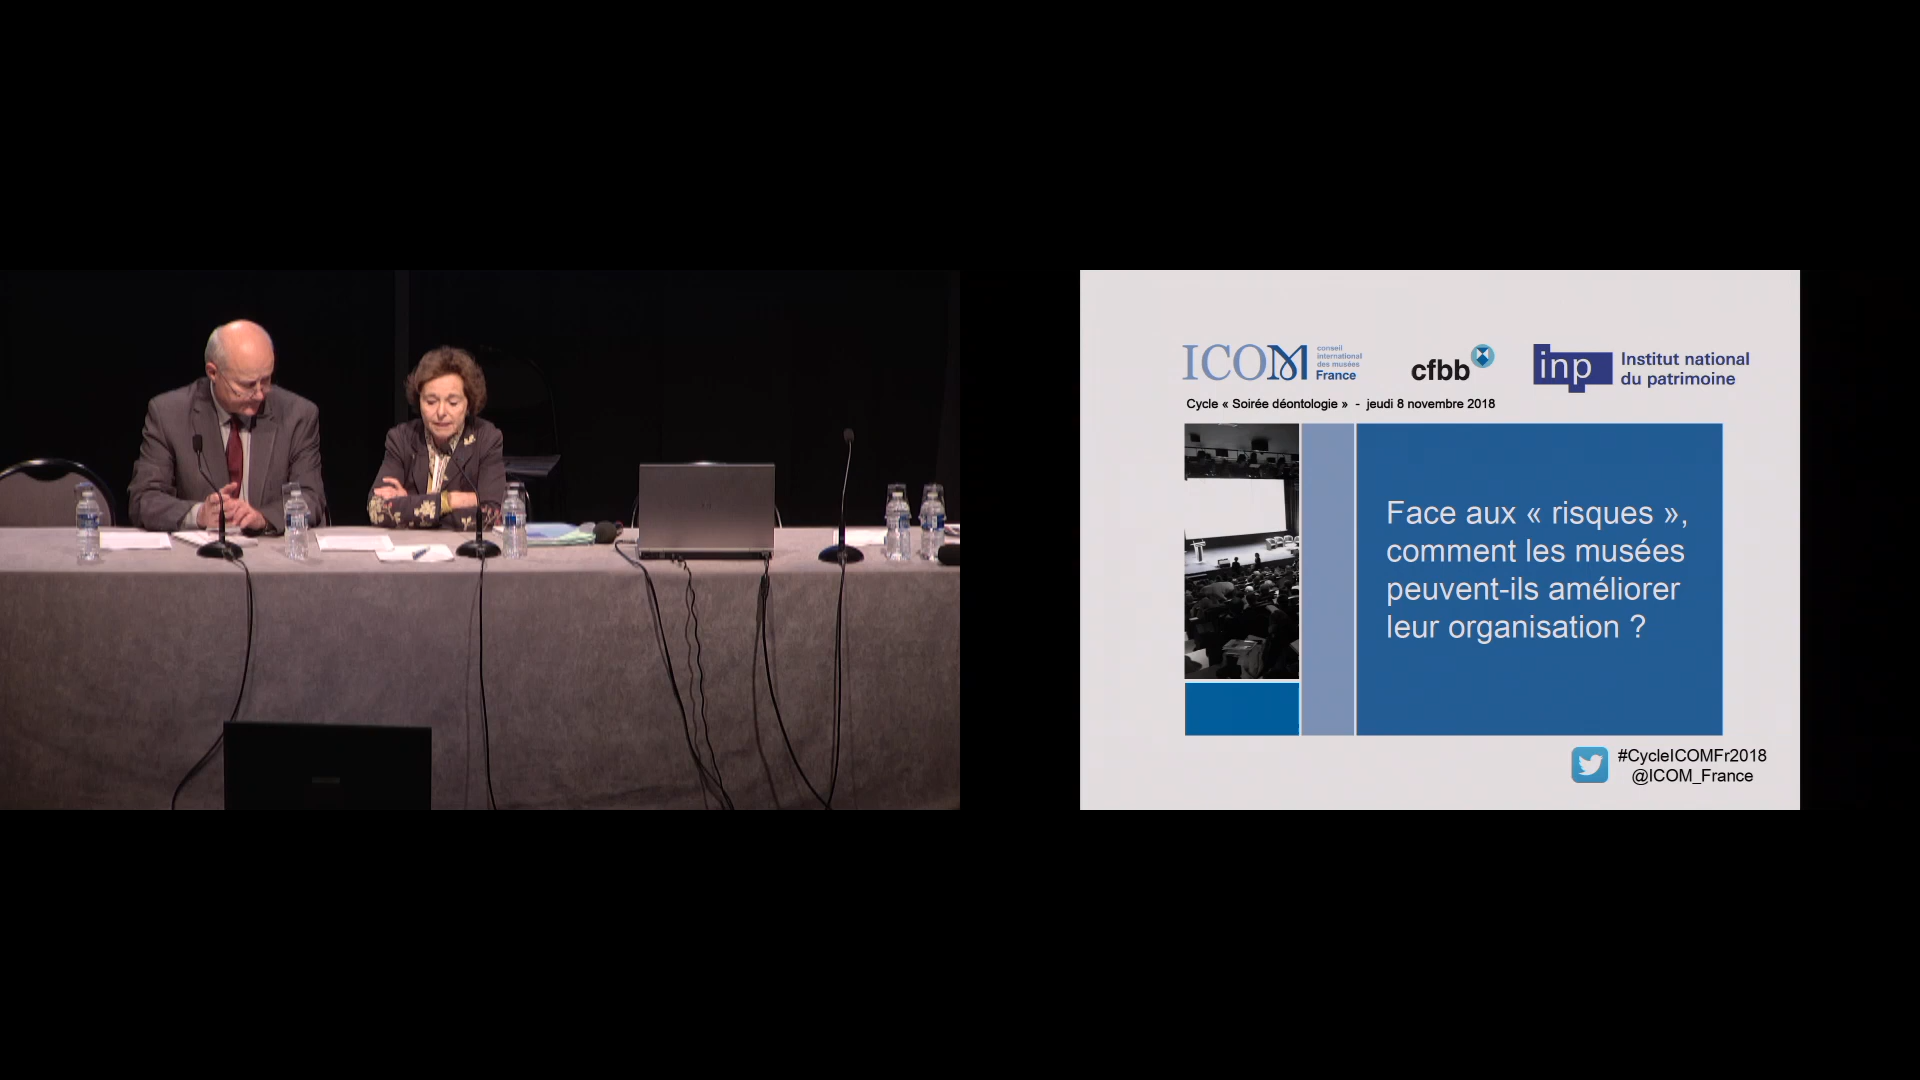 ICOM
conseil
international
des musées
France
cfbb
inp
Institut national
du patrimoine
Cycle « Soirée déontologie » - jeudi 8 novembre 2018
Face aux « risques »,
comment les musées
peuvent-ils améliorer
leur organisation ?
#CycleICOMFr2018
@ICOM_France